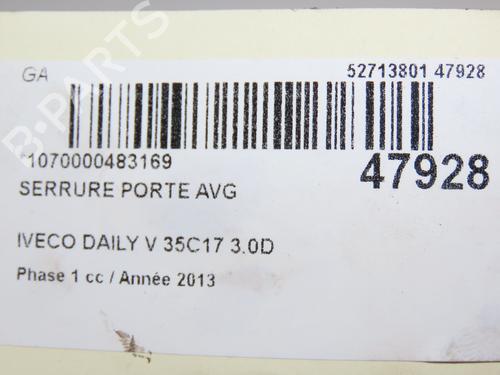 GA
52713801 47928
*1070000483169
47928
SERRURE PORTE AVG
IVECO DAILY V 35C17 3.0D
Phase 1 cc / Année 2013
B-PARTS